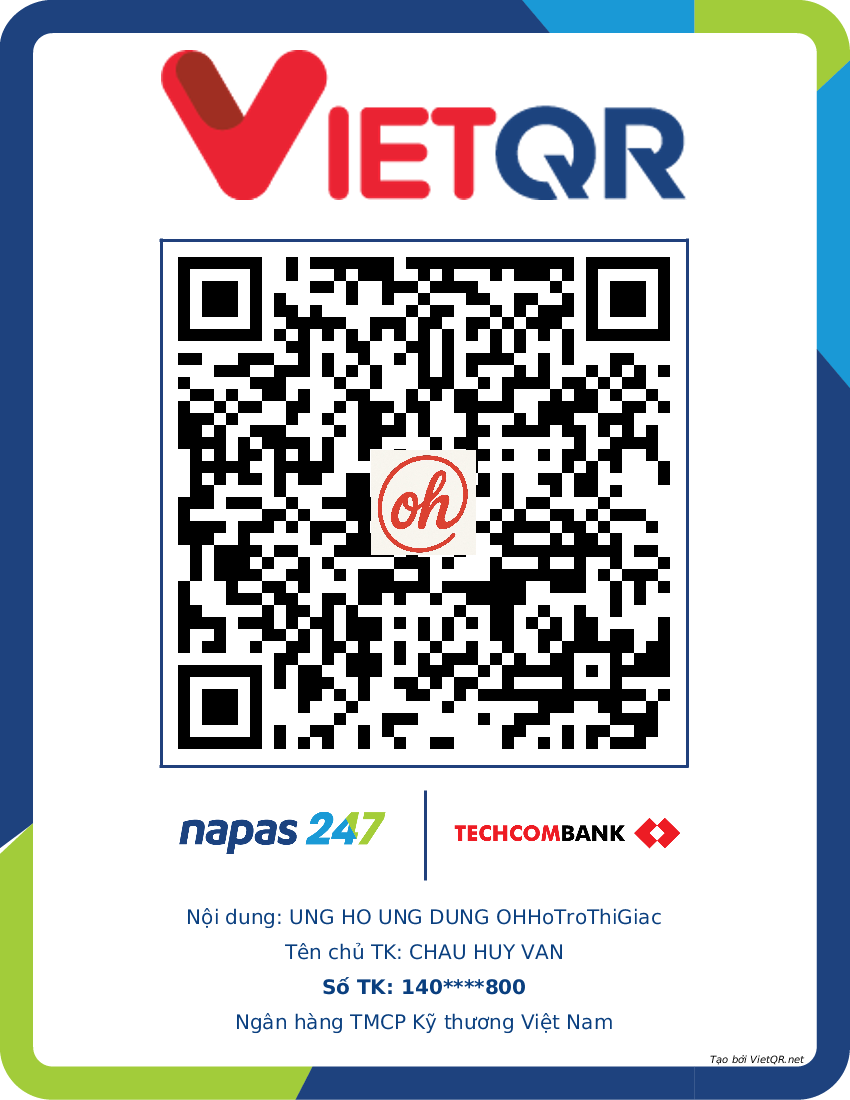 VIETQR
oh
napas 247
TECHCOMBANK
Nội dung: UNG HO UNG DUNG OHHoTroThiGiac
Tên chủ TK: CHAU HUY VAN
Số TK: 140****800
Ngân hàng TMCP Kỹ thương Việt Nam
Tạo bởi VietQR.net